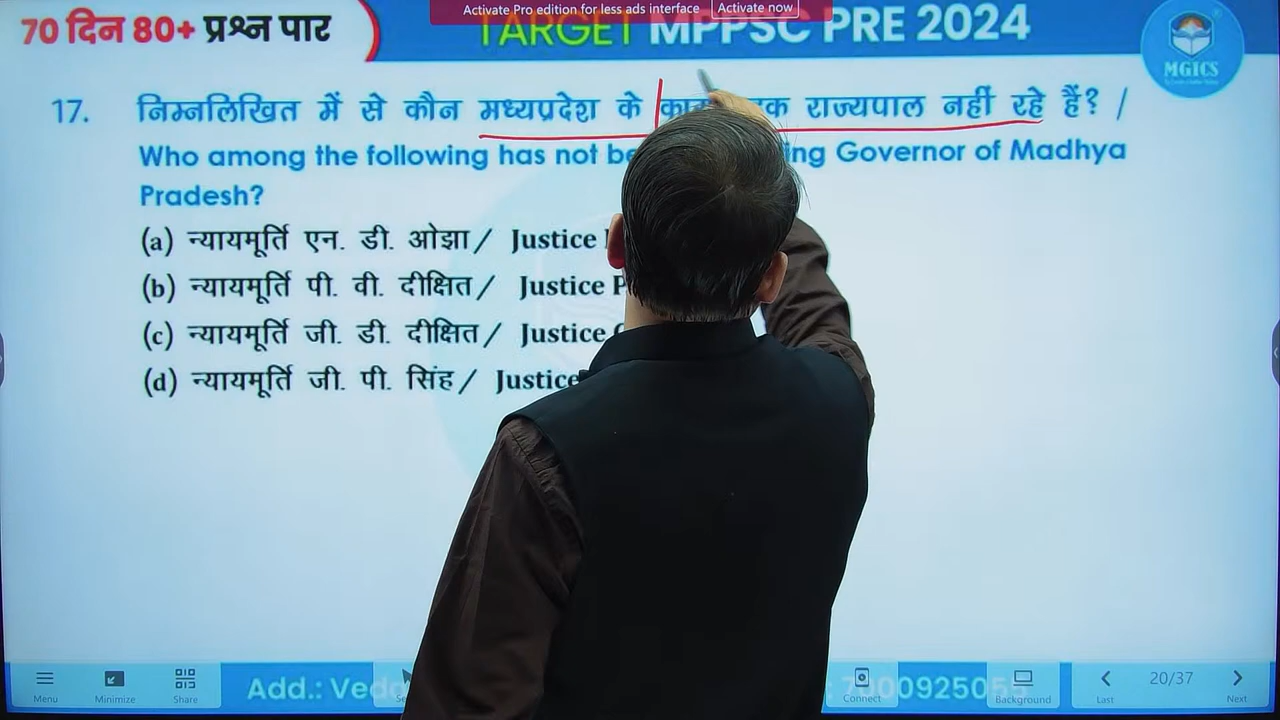 Activate Pro edition for less ads interface Activate now
70 दिन 80+ प्रश्न पार
TARGET MPPSC PRE 2024
MGICS
17. निम्नलिखित में से कौन मध्यप्रदेश के राज्यपाल नहीं रहे हैं? /
Who among the following has not Governor of Madhya
Pradesh?
(a) न्यायमूर्ति एन. डी. ओझा / Justice
(b) न्यायमूर्ति पी. वी. दीक्षित / Justice
(c) न्यायमूर्ति जी. डी. दीक्षित / Justice
(d) न्यायमूर्ति जी. पी. सिंह / Justice
Menu Minimize Share Add.: Connect Background Last 20/37 Next